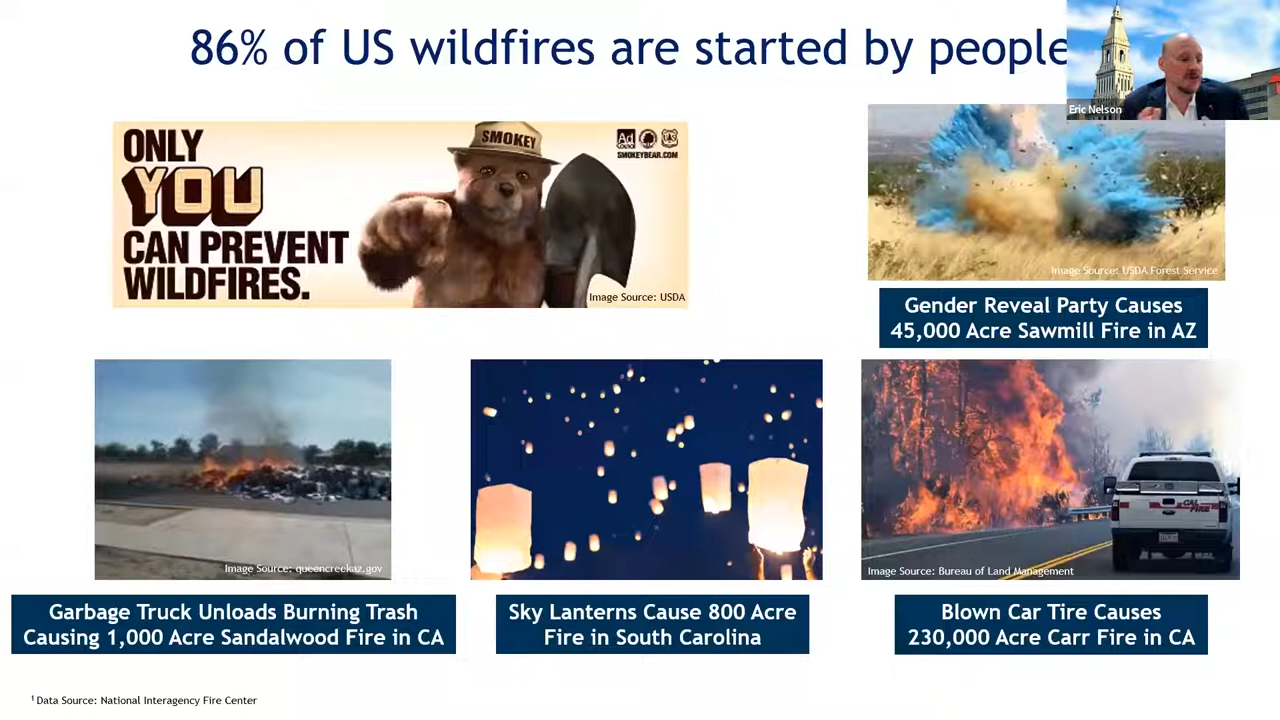 86% of US wildfires are started by people
Eric Nelson
ONLY
YOU
CAN PREVENT
WILDFIRES.
SMOKEY
Ad
SMOKEYBEAR.COM
Image Source: USDA
Image Source: USDA Forest Service
Gender Reveal Party Causes
45,000 Acre Sawmill Fire in AZ
Image Source: queencreekaz.gov
Garbage Truck Unloads Burning Trash
Causing 1,000 Acre Sandalwood Fire in CA
Sky Lanterns Cause 800 Acre
Fire in South Carolina
CAL
FIRE
Image Source: Bureau of Land Management
Blown Car Tire Causes
230,000 Acre Carr Fire in CA
1 Data Source: National Interagency Fire Center